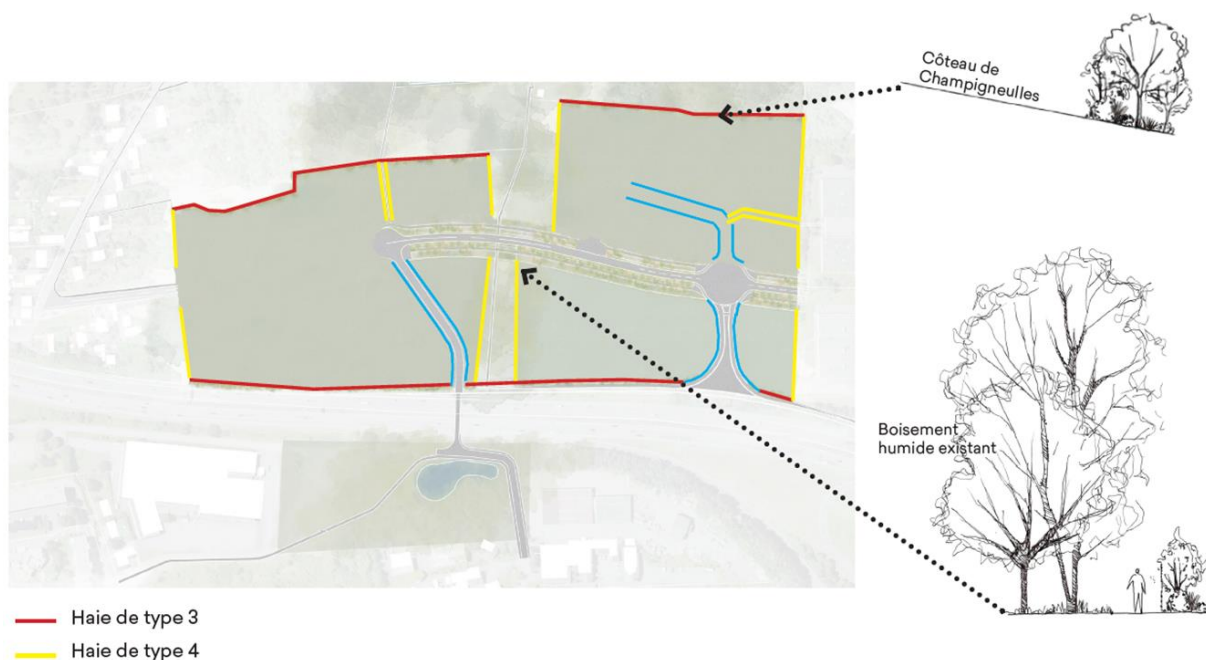 Côteau de
Champigneulles
Boisement
humide existant
Haie de type 3
Haie de type 4